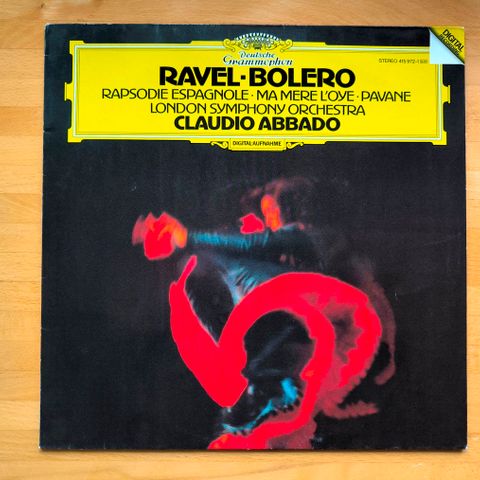 DIGITAL
Deutsche
Grammophon
STEREO 415 972-1
RAVEL·BOLERO
RAPSODIE ESPAGNOLE · MA MERE L'OYE · PAVANE
LONDON SYMPHONY ORCHESTRA
CLAUDIO ABBADO
DIGITAL-AUFNAHME